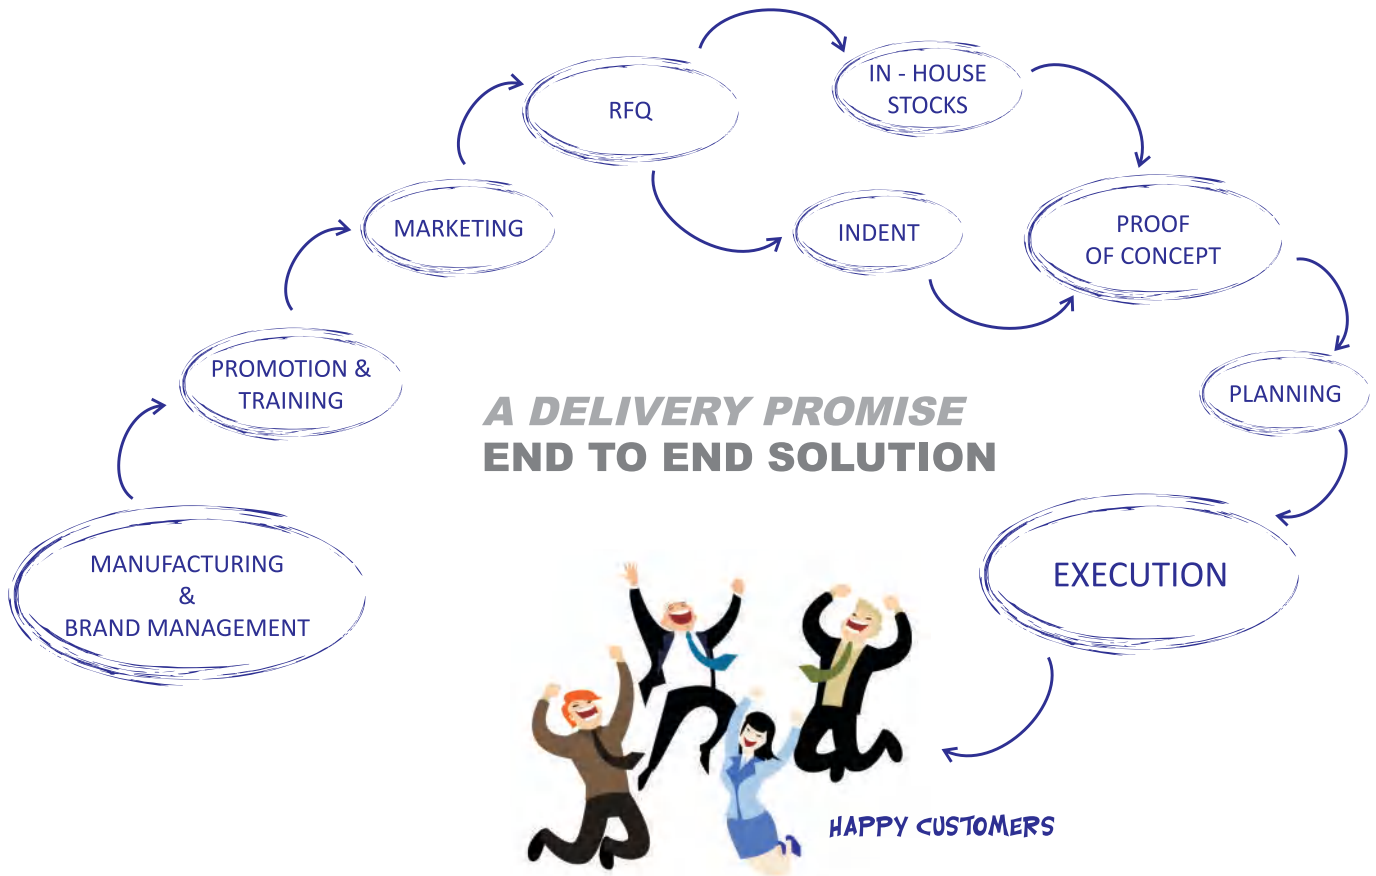 MANUFACTURING
&
BRAND MANAGEMENT
PROMOTION &
TRAINING
MARKETING
RFQ
IN - HOUSE
STOCKS
INDENT
PROOF
OF CONCEPT
PLANNING
EXECUTION
A DELIVERY PROMISE
END TO END SOLUTION
HAPPY CUSTOMERS